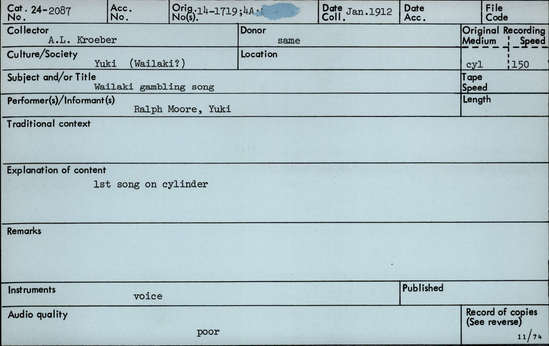 Cat. No. 24-2087 Acc. No. Orig. No(s). 14-1719;4A Date Coll. Jan.1912 Date Acc. File Code
Collector A.L. Kroeber Donor same Original Recording Medium cyl Speed 150
Culture/Society Yuki (Wailaki?) Location
Subject and/or Title Wailaki gambling song Tape Speed
Performer(s)/Informant(s) Ralph Moore, Yuki Length
Traditional context
Explanation of content
1st song on cylinder
Remarks
Instruments voice Published
Audio quality poor Record of copies (See reverse)
11/74